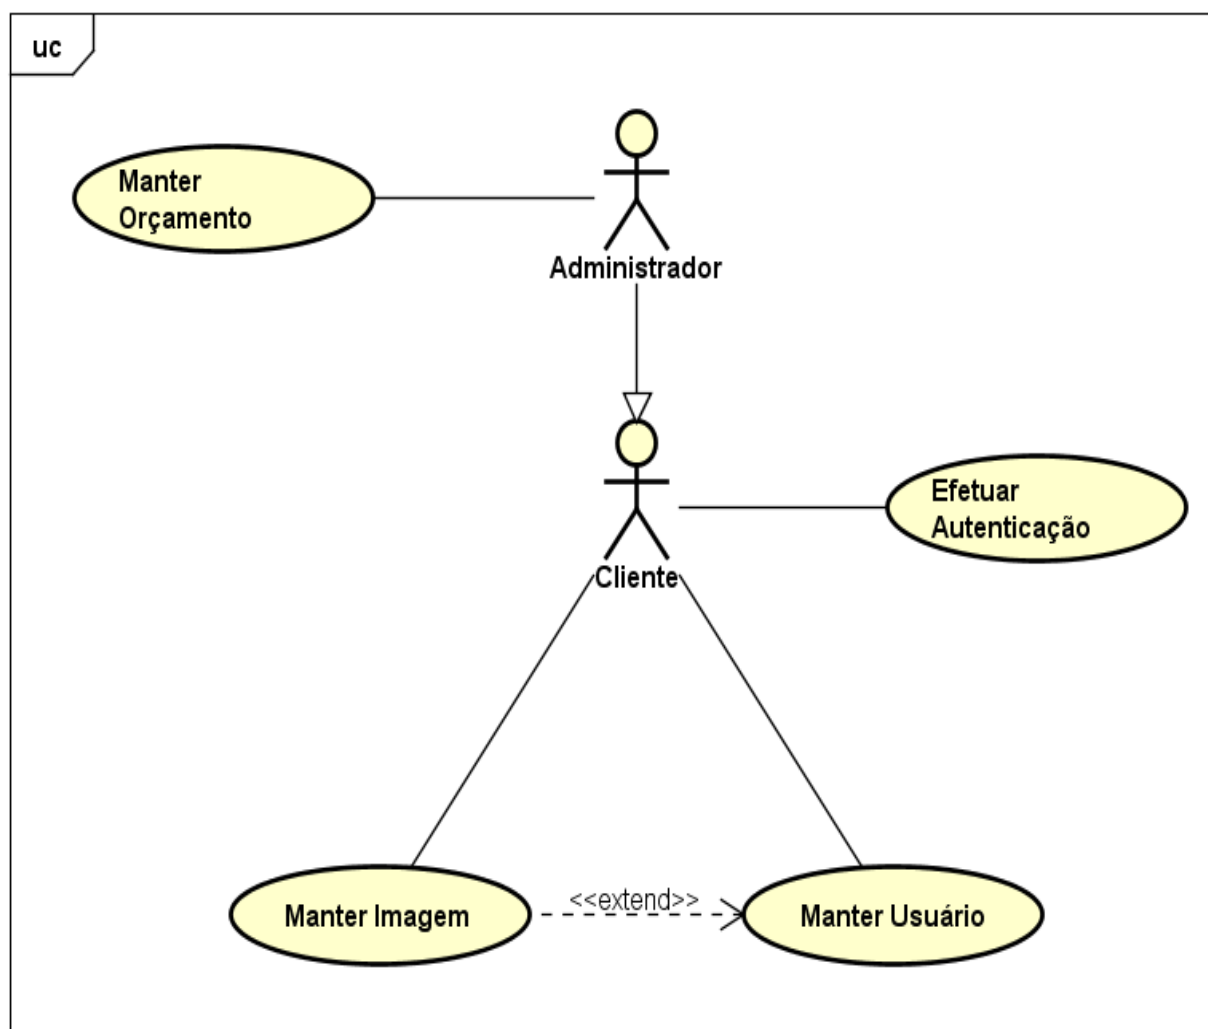 uc
Manter
Orçamento
Administrador
Efetuar
Autenticação
Cliente
<<extend>>
Manter Imagem
Manter Usuário